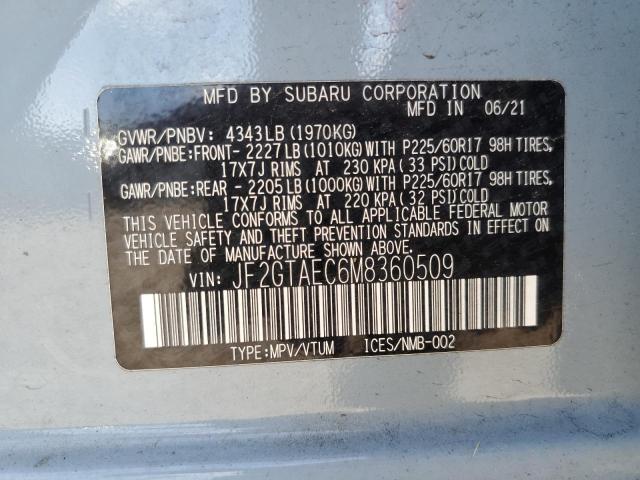 MFD BY SUBARU CORPORATION
MFD IN 06/21
GVWR/PNBV: 4343LB(1970KG)
GAWR/PNBE:FRONT- 2227LB(1010KG)WITH P225/60R17 98H TIRES,
17X7J RIMS AT 230 KPA(33 PSI)COLD
GAWR/PNBE:REAR - 2205LB(1000KG)WITH P225/60R17 98H TIRES,
17X7J RIMS AT 220 KPA(32 PSI)COLD
THIS VEHICLE CONFORMS TO ALL APPLICABLE FEDERAL MOTOR
VEHICLE SAFETY AND THEFT PREVENTION STANDARDS IN EFFECT ON
THE DATE OF MANUFACTURE SHOWN ABOVE.
VIN: JF2GTAEC6M8360509
TYPE:MPV/VTUM ICES/NMB-002